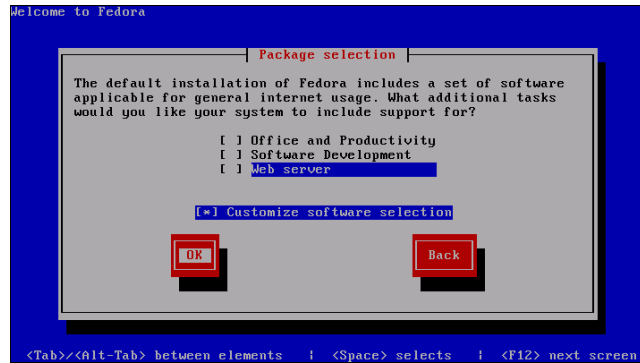 Welcome to Fedora
Package selection
The default installation of Fedora includes a set of software
applicable for general internet usage. What additional tasks
would you like your system to include support for?
[ ] Office and Productivity
[ ] Software Development
[ ] Web server
[*] Customize software selection
OK Back
<Tab>/<Alt-Tab> between elements | <Space> selects | <F12> next screen